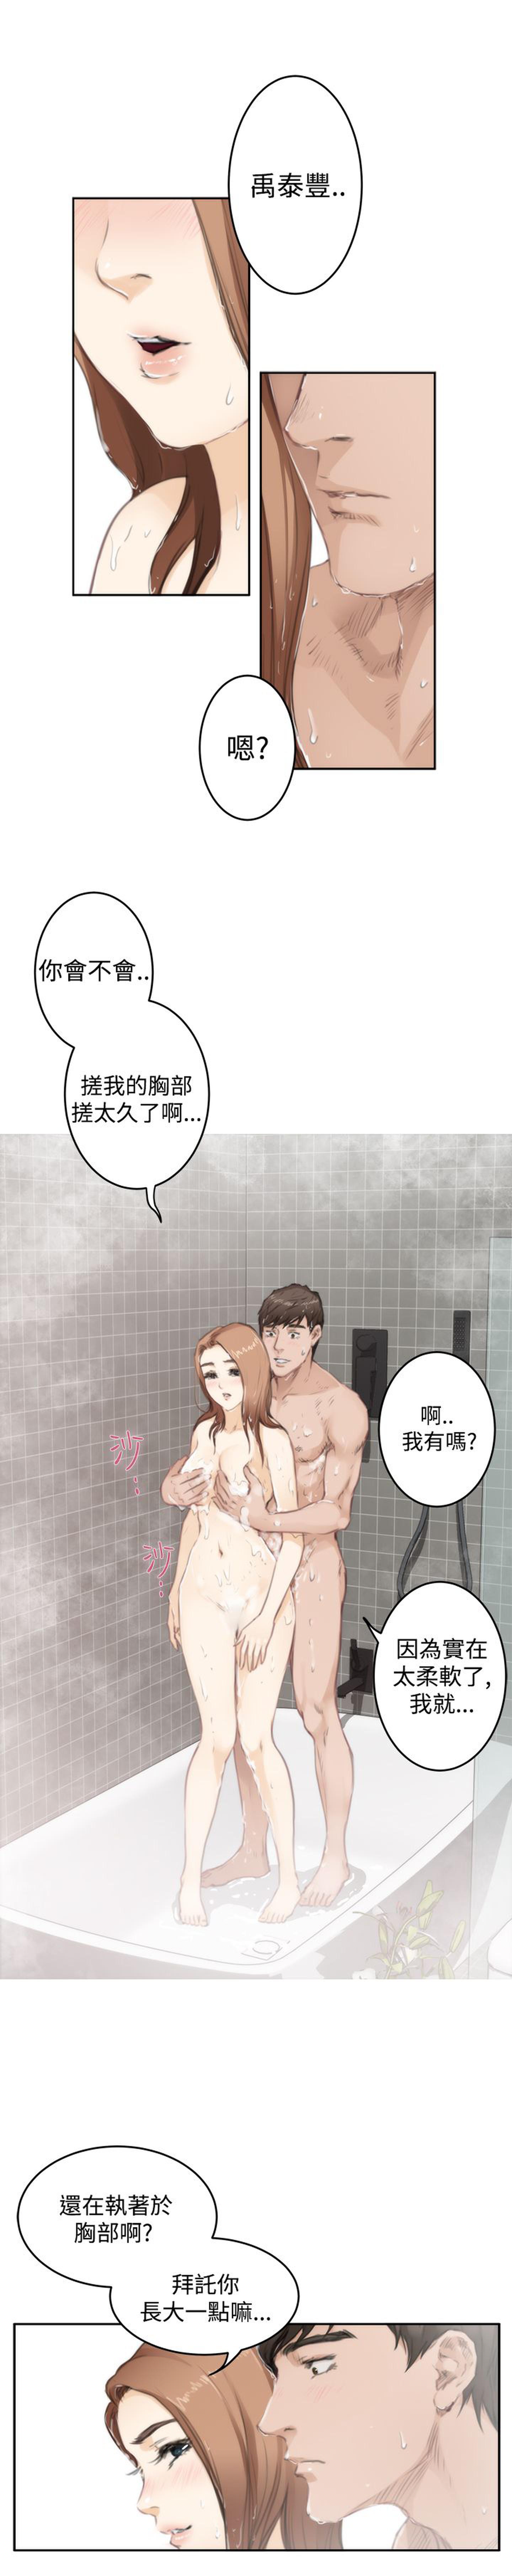 禹泰豐..
嗯?
你會不會..
搓我的胸部
搓太久了啊...
沙...
啊..
我有嗎?
沙...
因為實在
太柔軟了,
我就...
還在執著於
胸部啊?
拜託你
長大一點嘛...